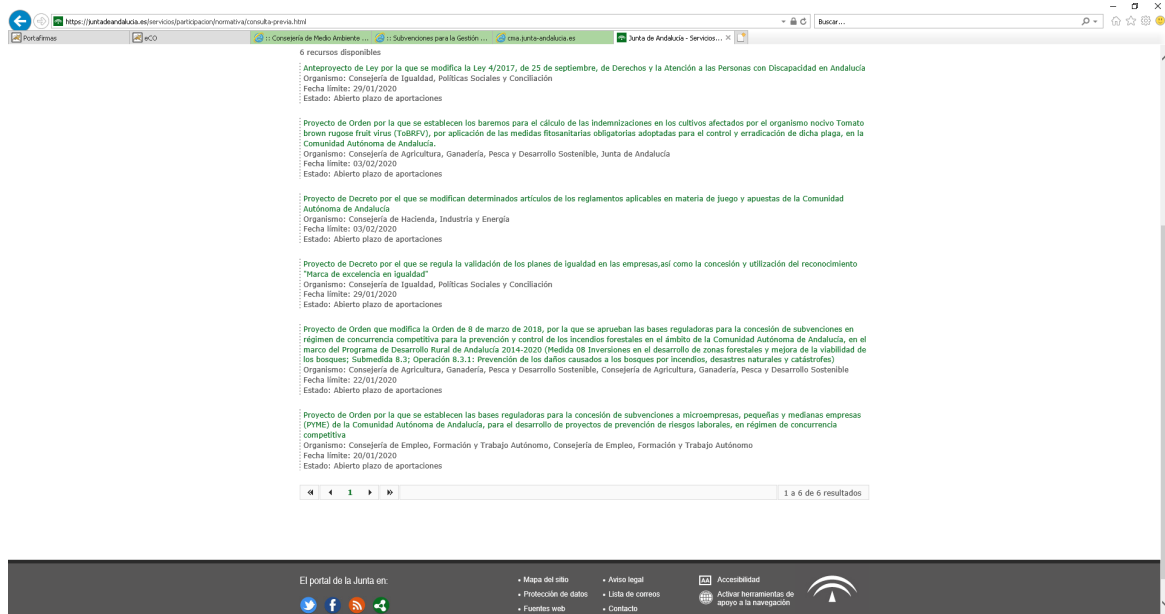 https://juntadeandalucia.es/servicios/participacion/normativa/consulta-previa.html
Buscar...
Portafirmas
eCO
:: Consejería de Medio Ambiente ...
:: Subvenciones para la Gestión ...
cma.junta-andalucia.es
Junta de Andalucía - Servicios...
6 recursos disponibles
Anteproyecto de Ley por la que se modifica la Ley 4/2017, de 25 de septiembre, de Derechos y la Atención a las Personas con Discapacidad en Andalucía
Organismo: Consejería de Igualdad, Políticas Sociales y Conciliación
Fecha límite: 29/01/2020
Estado: Abierto plazo de aportaciones
Proyecto de Orden por la que se establecen los baremos para el cálculo de las indemnizaciones en los cultivos afectados por el organismo nocivo Tomato
brown rugose fruit virus (ToBRFV), por aplicación de las medidas fitosanitarias obligatorias adoptadas para el control y erradicación de dicha plaga, en la
Comunidad Autónoma de Andalucía.
Organismo: Consejería de Agricultura, Ganadería, Pesca y Desarrollo Sostenible, Junta de Andalucía
Fecha límite: 03/02/2020
Estado: Abierto plazo de aportaciones
Proyecto de Decreto por el que se modifican determinados artículos de los reglamentos aplicables en materia de juego y apuestas de la Comunidad
Autónoma de Andalucía
Organismo: Consejería de Hacienda, Industria y Energía
Fecha límite: 03/02/2020
Estado: Abierto plazo de aportaciones
Proyecto de Decreto por el que se regula la validación de los planes de igualdad en las empresas,así como la concesión y utilización del reconocimiento
"Marca de excelencia en igualdad"
Organismo: Consejería de Igualdad, Políticas Sociales y Conciliación
Fecha límite: 29/01/2020
Estado: Abierto plazo de aportaciones
Proyecto de Orden que modifica la Orden de 8 de marzo de 2018, por la que se aprueban las bases reguladoras para la concesión de subvenciones en
régimen de concurrencia competitiva para la prevención y control de los incendios forestales en el ámbito de la Comunidad Autónoma de Andalucía, en el
marco del Programa de Desarrollo Rural de Andalucía 2014-2020 (Medida 08 Inversiones en el desarrollo de zonas forestales y mejora de la viabilidad de
los bosques; Submedida 8.3; Operación 8.3.1: Prevención de los daños causados a los bosques por incendios, desastres naturales y catástrofes)
Organismo: Consejería de Agricultura, Ganadería, Pesca y Desarrollo Sostenible, Consejería de Agricultura, Ganadería, Pesca y Desarrollo Sostenible
Fecha límite: 22/01/2020
Estado: Abierto plazo de aportaciones
Proyecto de Orden por la que se establecen las bases reguladoras para la concesión de subvenciones a microempresas, pequeñas y medianas empresas
(PYME) de la Comunidad Autónoma de Andalucía, para el desarrollo de proyectos de prevención de riesgos laborales, en régimen de concurrencia
competitiva
Organismo: Consejería de Empleo, Formación y Trabajo Autónomo, Consejería de Empleo, Formación y Trabajo Autónomo
Fecha límite: 20/01/2020
Estado: Abierto plazo de aportaciones
1
1 a 6 de 6 resultados
El portal de la Junta en:
• Mapa del sitio
• Aviso legal
AA Accesibilidad
• Protección de datos
• Lista de correos
Activar herramientas de
apoyo a la navegación
• Fuentes web
• Contacto